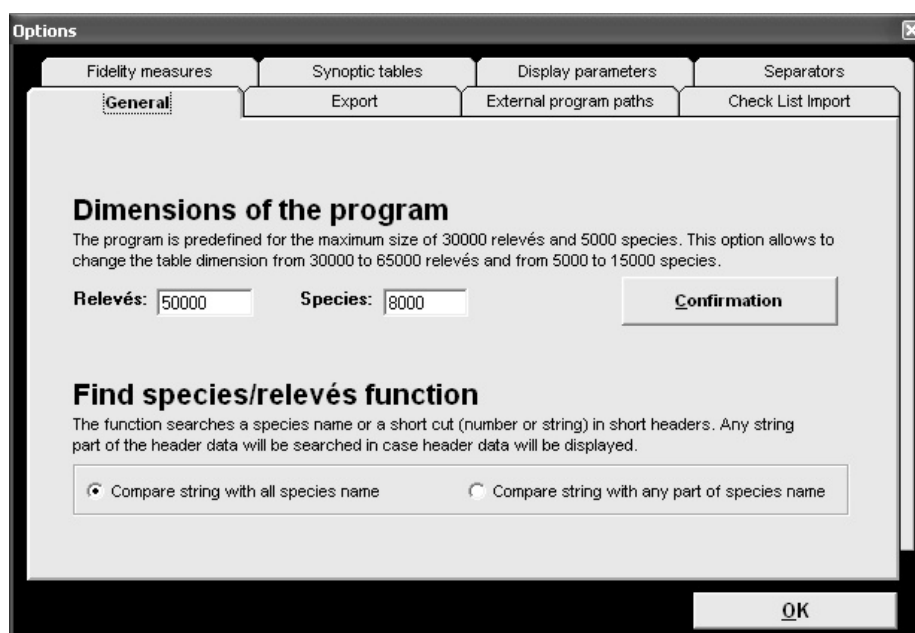 Options
Fidelity measures Synoptic tables Display parameters Separators
General Export External program paths Check List Import
Dimensions of the program
The program is predefined for the maximum size of 30000 relevés and 5000 species. This option allows to
change the table dimension from 30000 to 65000 relevés and from 5000 to 15000 species.
Relevés: 50000 Species: 8000 Confirmation
Find species/relevés function
The function searches a species name or a short cut (number or string) in short headers. Any string
part of the header data will be searched in case header data will be displayed.
Compare string with all species name Compare string with any part of species name
OK